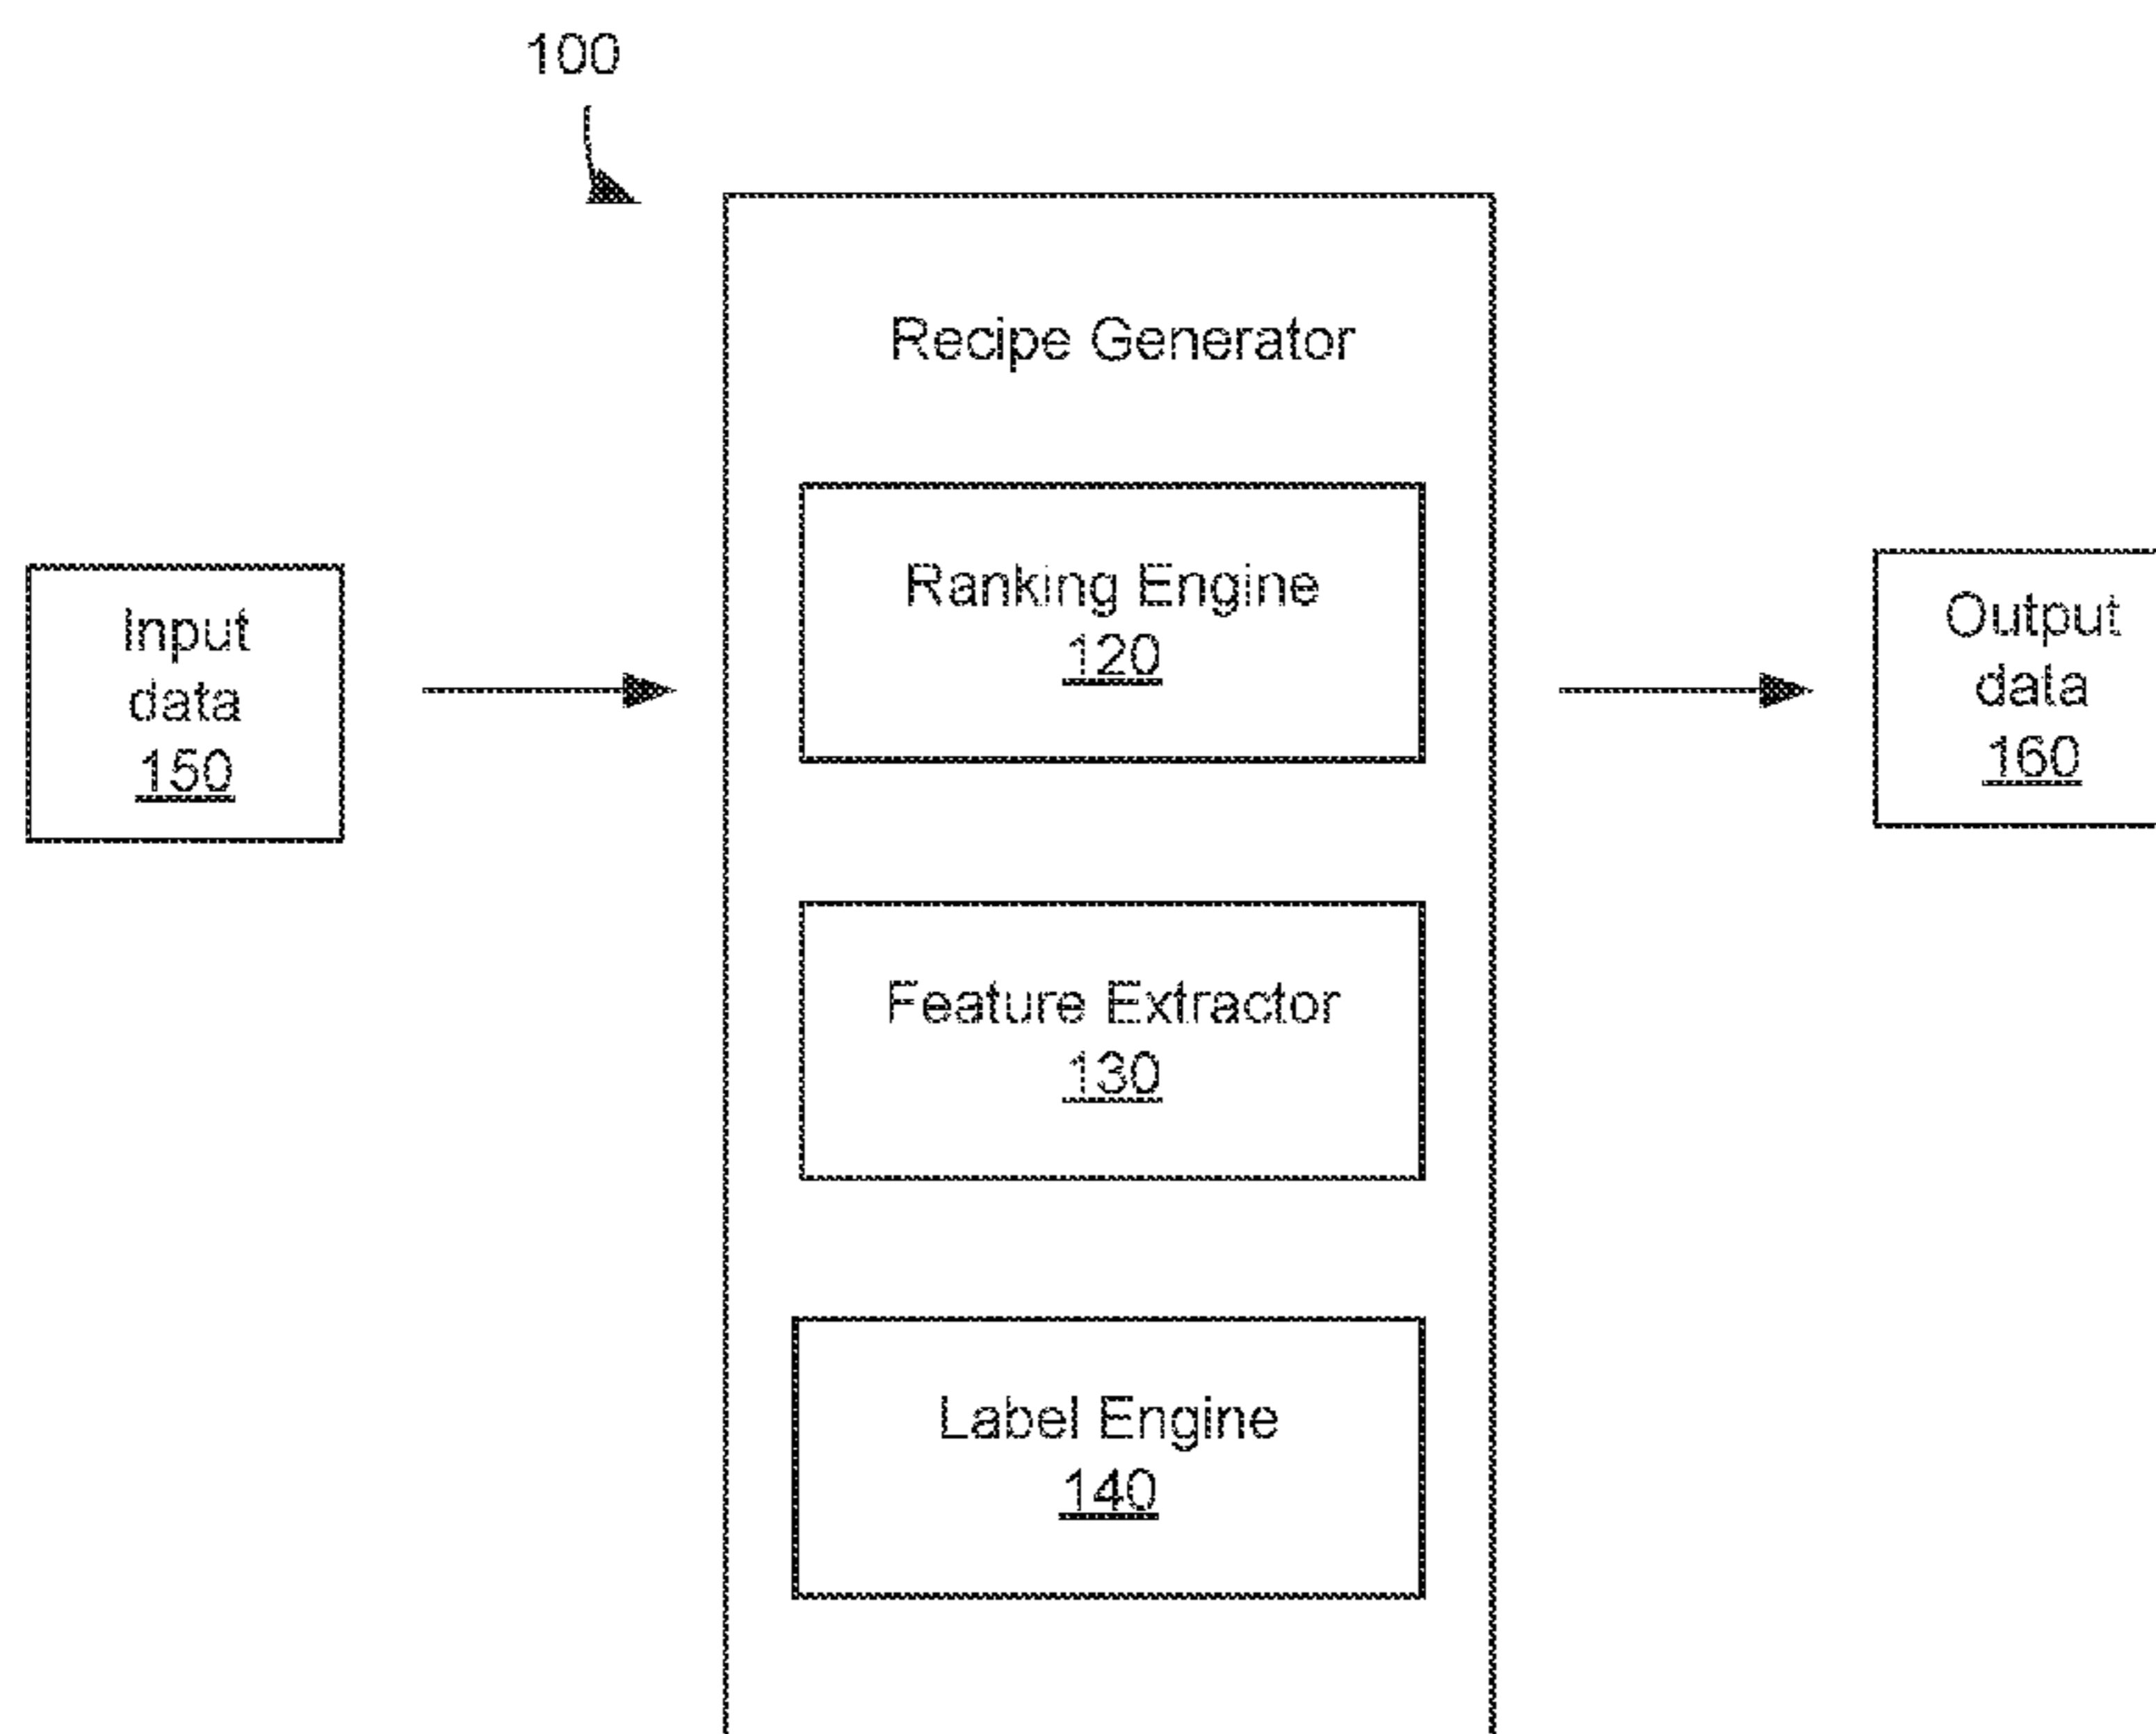 100
Recipe Generator
Ranking Engine
120
Input
data
150
Output
data
160
Feature Extractor
130
Label Engine
140